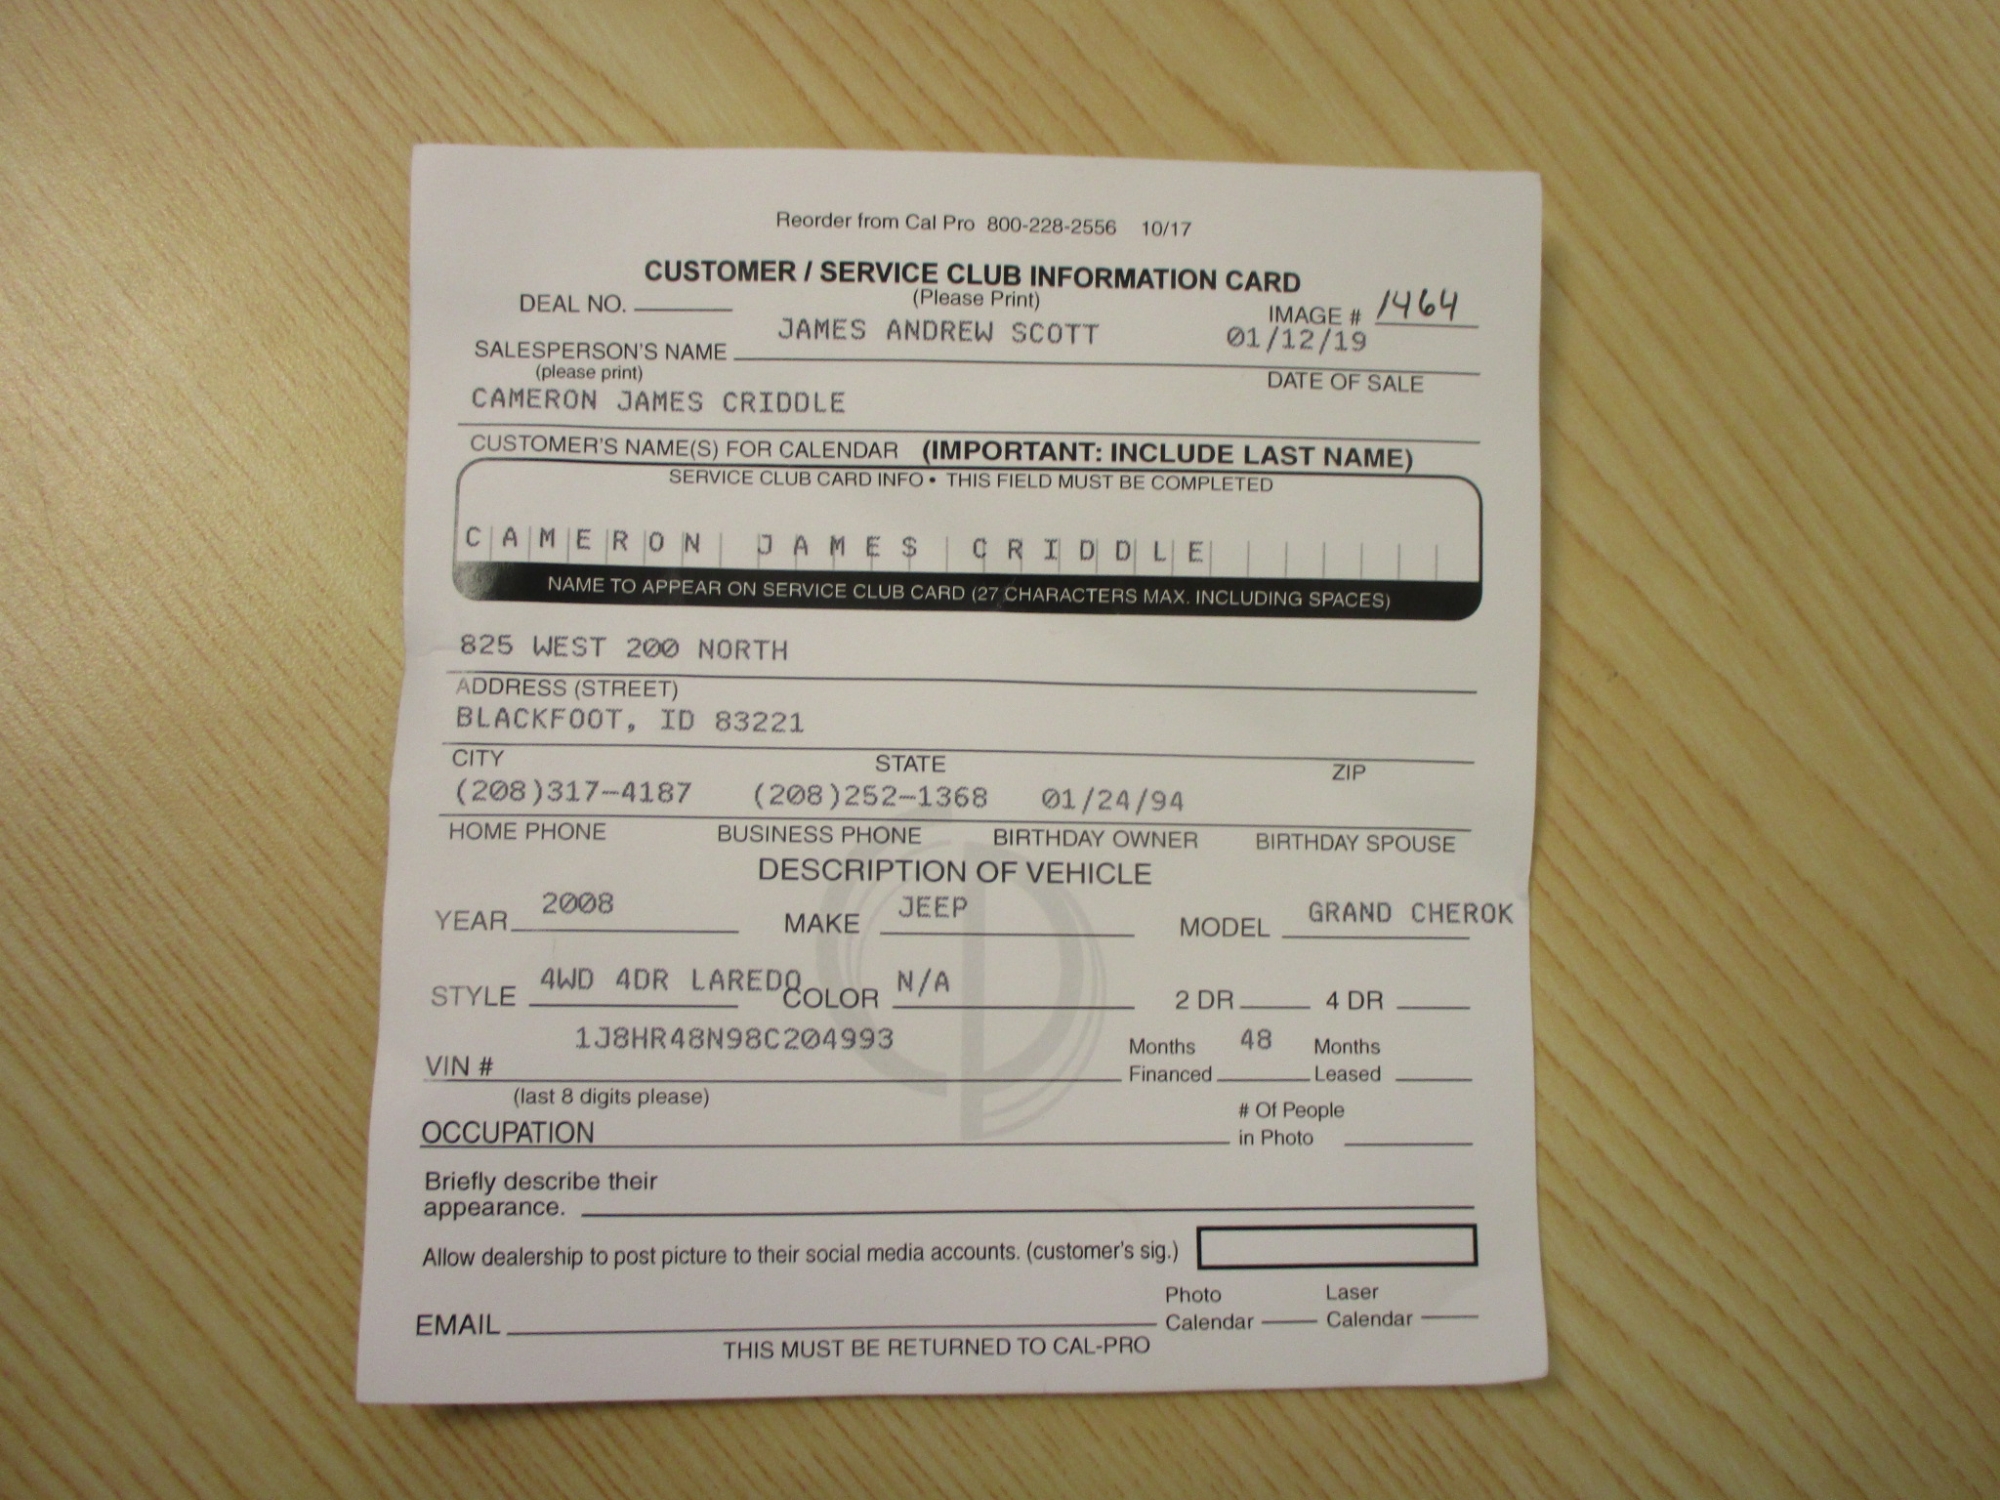 Reorder from Cal Pro 800-228-2556 10/17
CUSTOMER / SERVICE CLUB INFORMATION CARD
(Please Print)
DEAL NO.
IMAGE # 1464
JAMES ANDREW SCOTT 01/12/19
SALESPERSON'S NAME
(please print)
DATE OF SALE
CAMERON JAMES CRIDDLE
CUSTOMER'S NAME(S) FOR CALENDAR (IMPORTANT: INCLUDE LAST NAME)
SERVICE CLUB CARD INFO • THIS FIELD MUST BE COMPLETED
CAMERON JAMES CRIDDLE
NAME TO APPEAR ON SERVICE CLUB CARD (27 CHARACTERS MAX. INCLUDING SPACES)
825 WEST 200 NORTH
ADDRESS (STREET)
BLACKFOOT, ID 83221
CITY STATE ZIP
(208)317-4187 (208)252-1368 01/24/94
HOME PHONE BUSINESS PHONE BIRTHDAY OWNER BIRTHDAY SPOUSE
DESCRIPTION OF VEHICLE
YEAR 2008 MAKE JEEP MODEL GRAND CHEROK
STYLE 4WD 4DR LAREDO COLOR N/A 2 DR 4 DR
VIN # 1J8HR48N98C204993
(last 8 digits please)
Months Financed 48 Months Leased
OCCUPATION
# Of People in Photo
Briefly describe their
appearance.
Allow dealership to post picture to their social media accounts. (customer's sig.)
EMAIL
Photo Calendar Laser Calendar
THIS MUST BE RETURNED TO CAL-PRO